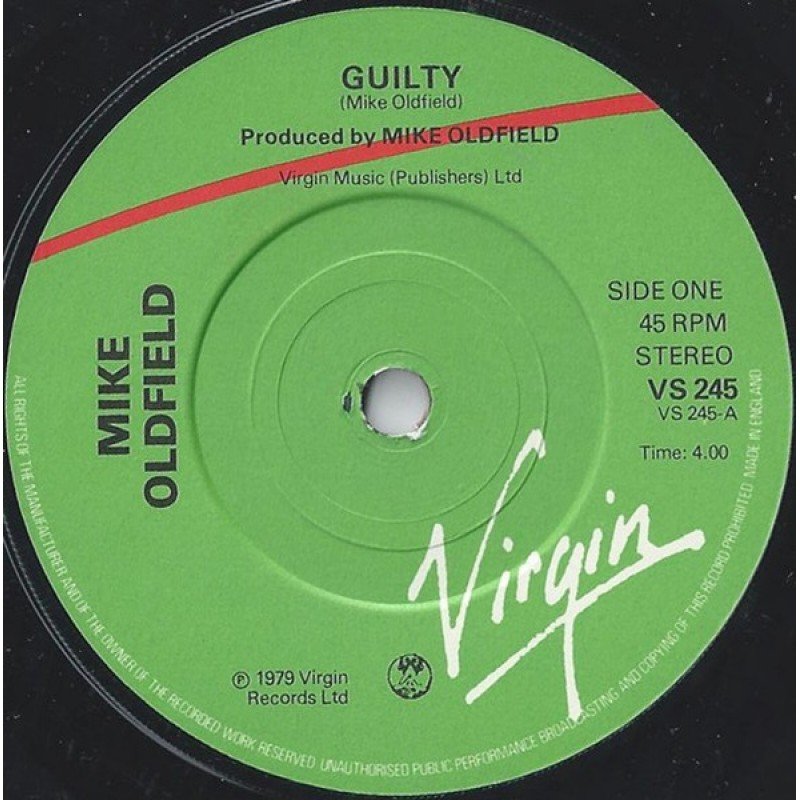 GUILTY
(Mike Oldfield)
Produced by MIKE OLDFIELD
Virgin Music (Publishers) Ltd
MIKE
OLDFIELD
SIDE ONE
45 RPM
STEREO
VS 245
VS 245-A
Time: 4.00
Virgin
℗ 1979 Virgin
Records Ltd
ALL RIGHTS OF THE MANUFACTURER AND OF THE OWNER OF THE RECORDED WORK RESERVED UNAUTHORISED PUBLIC PERFORMANCE BROADCASTING AND COPYING OF THIS RECORD PROHIBITED MADE IN ENGLAND